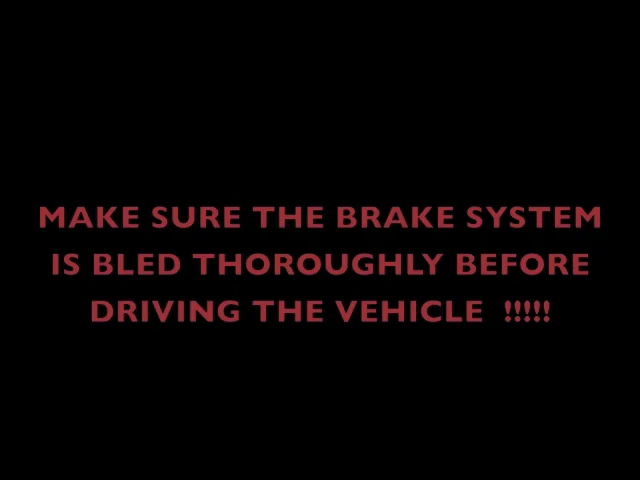 MAKE SURE THE BRAKE SYSTEM
IS BLED THOROUGHLY BEFORE
DRIVING THE VEHICLE  !!!!!